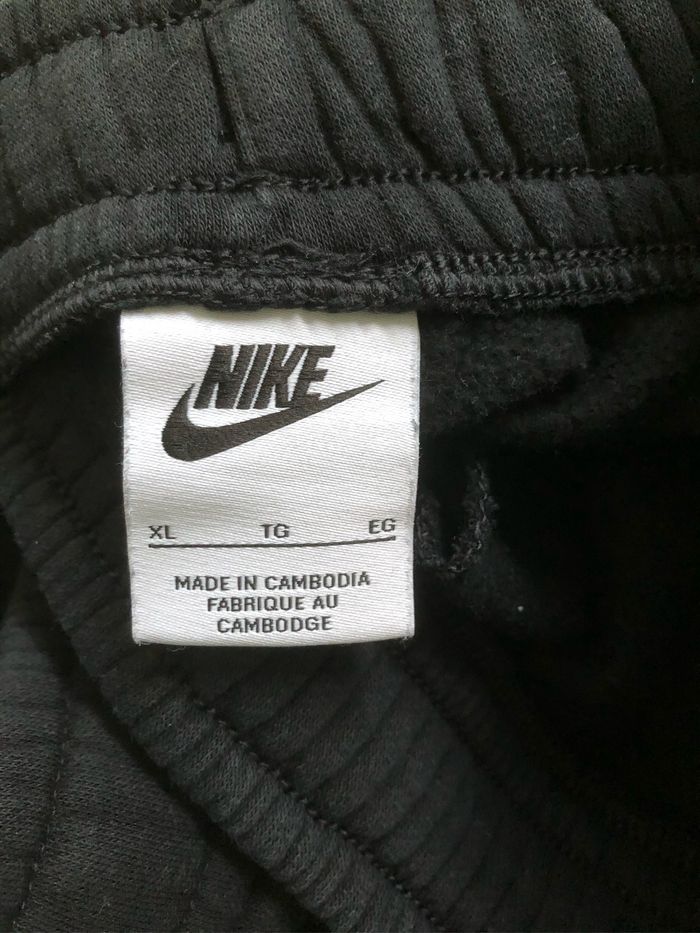 NIKE
XL TG EG
MADE IN CAMBODIA
FABRIQUE AU
CAMBODGE